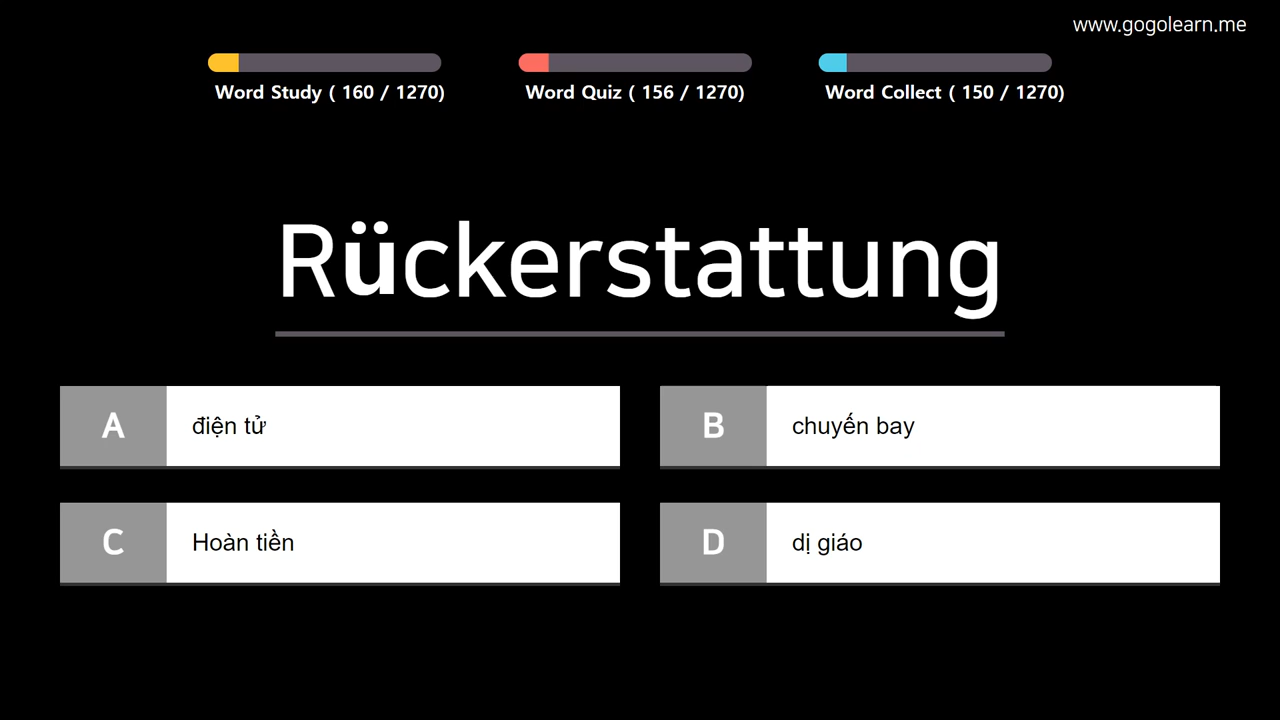 www.gogolearn.me
Word Study ( 160 / 1270)
Word Quiz ( 156 / 1270)
Word Collect ( 150 / 1270)
Rückerstattung
A điện tử
B chuyến bay
C Hoàn tiền
D dị giáo